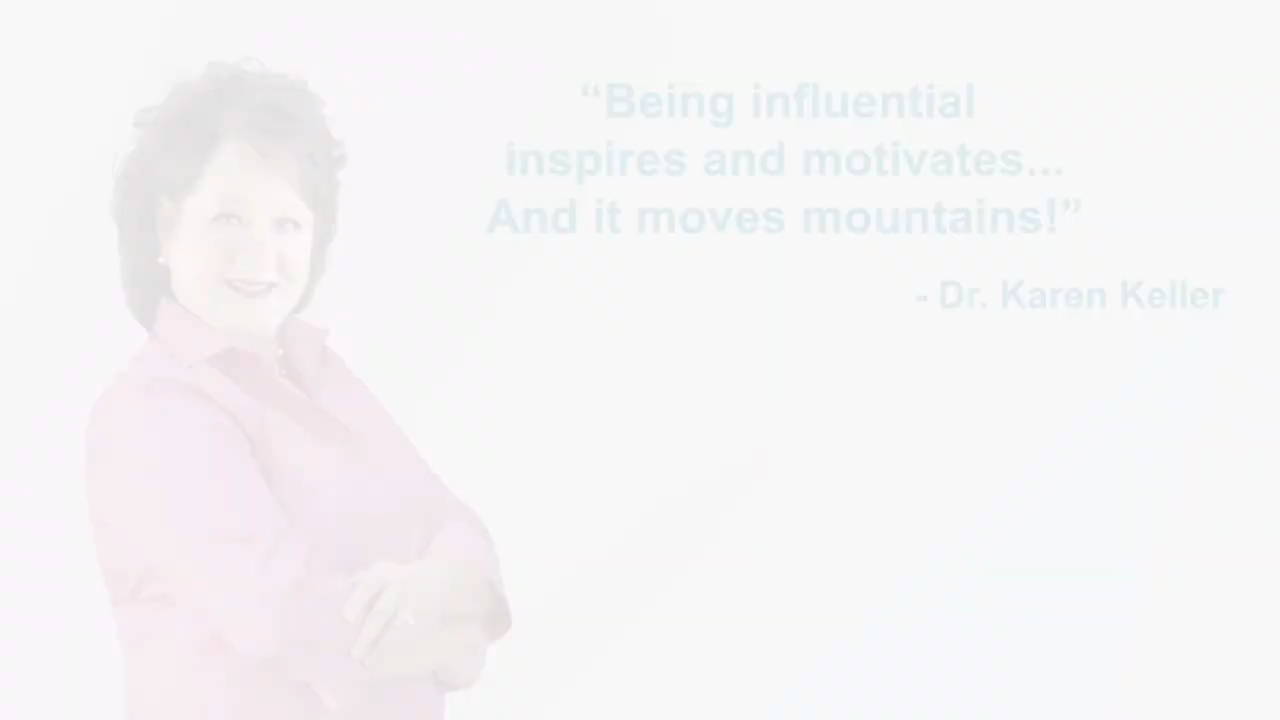 “Being influential
inspires and motivates...
And it moves mountains!”
- Dr. Karen Keller